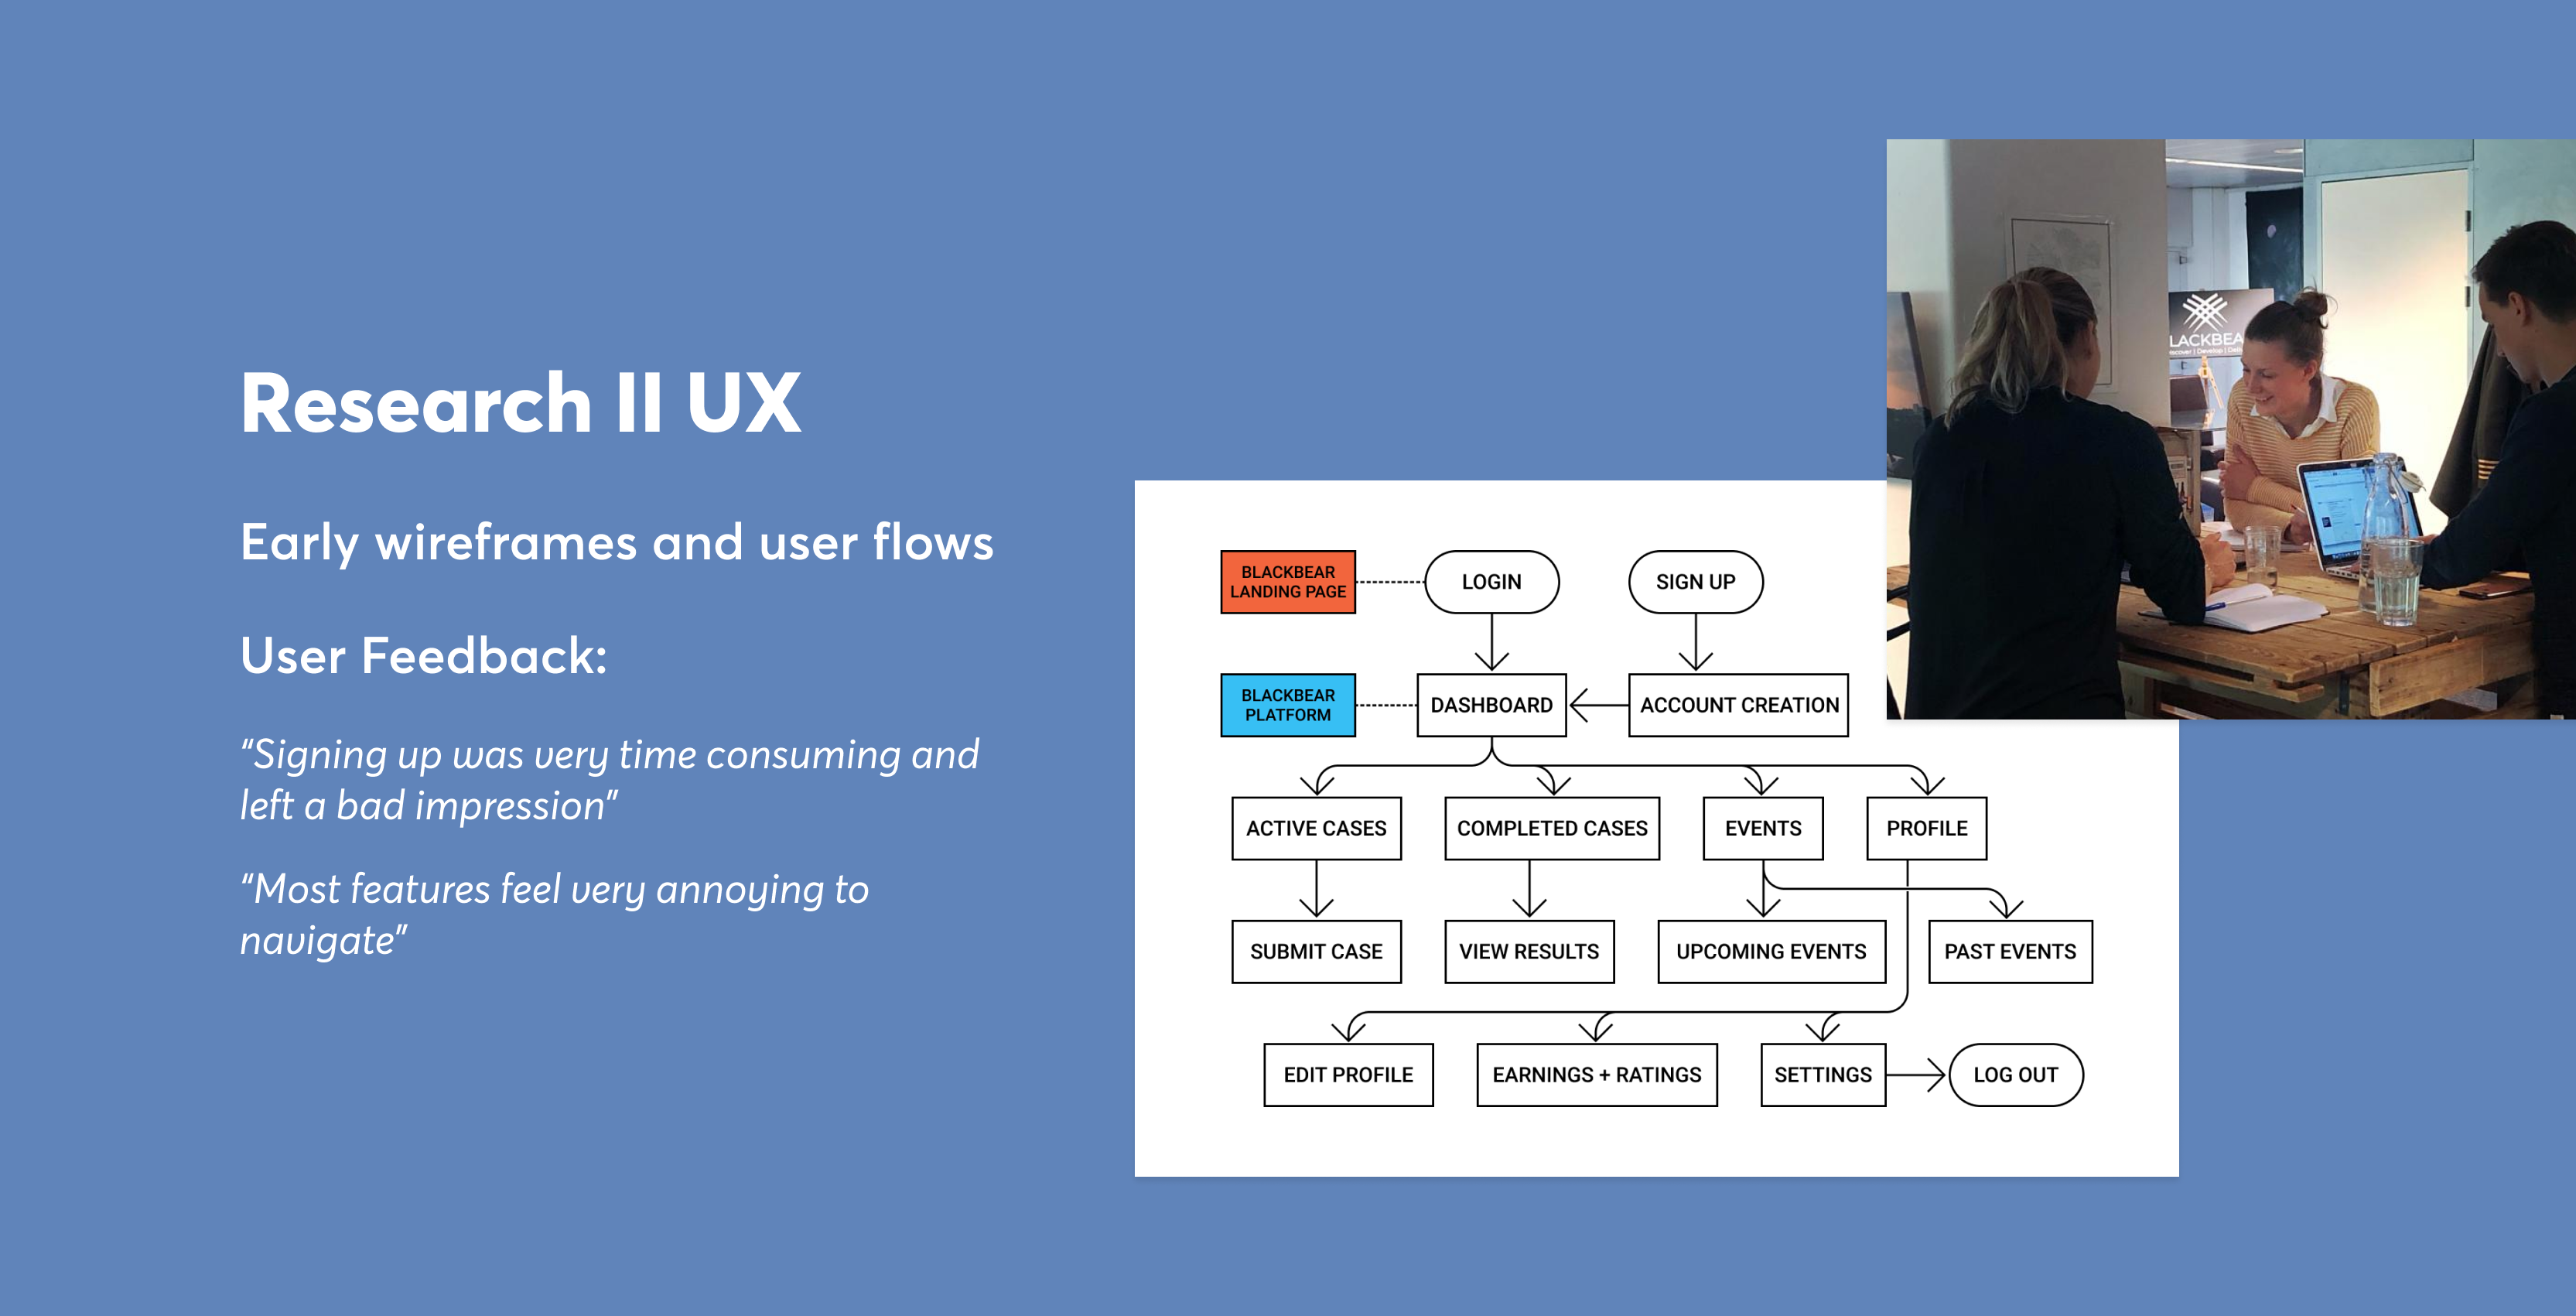 Research II UX
Early wireframes and user flows
User Feedback:
“Signing up was very time consuming and
left a bad impression”
“Most features feel very annoying to
navigate”
BLACKBEAR
LANDING PAGE
LOGIN
SIGN UP
BLACKBEAR
PLATFORM
DASHBOARD
ACCOUNT CREATION
ACTIVE CASES
COMPLETED CASES
EVENTS
PROFILE
SUBMIT CASE
VIEW RESULTS
UPCOMING EVENTS
PAST EVENTS
EDIT PROFILE
EARNINGS + RATINGS
SETTINGS
LOG OUT
LACKBEA
Develop